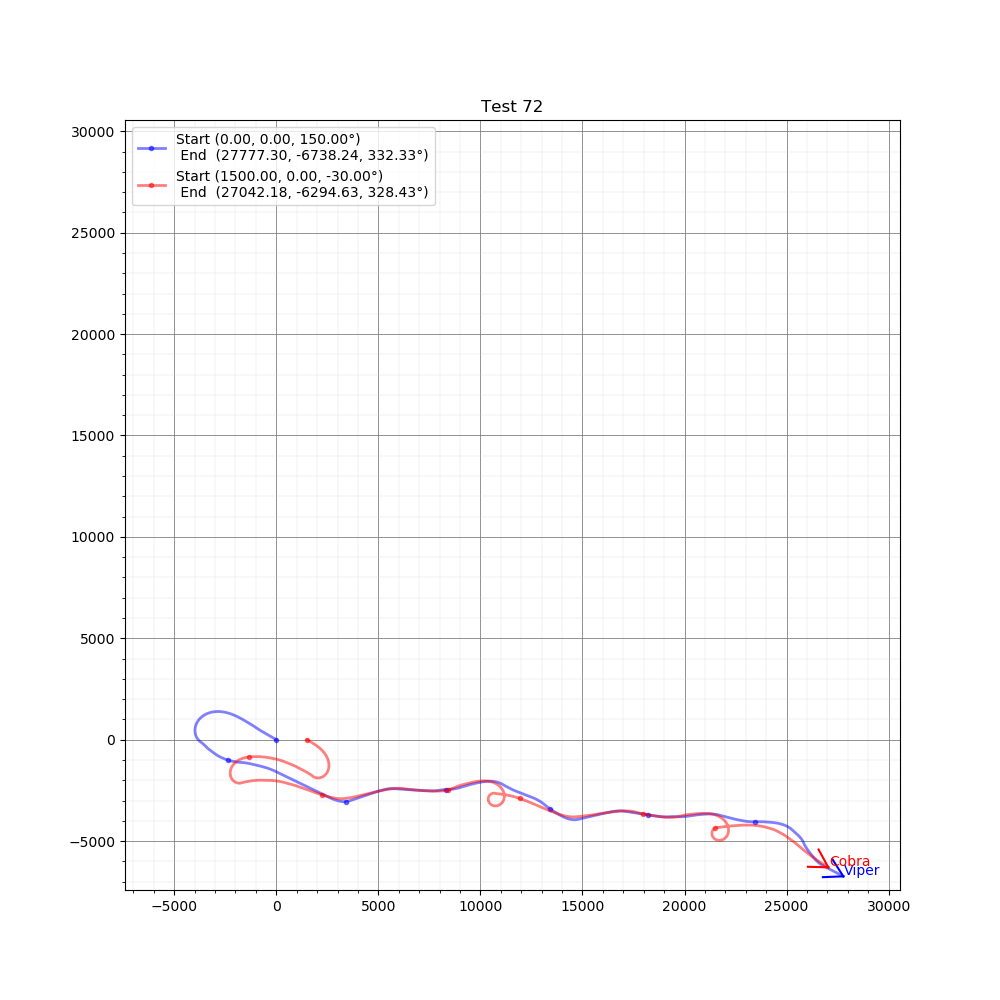 Test 72
30000
25000
20000
15000
10000
5000
0
−5000
Start (0.00, 0.00, 150.00°)
End (27777.30, -6738.24, 332.33°)
Start (1500.00, 0.00, -30.00°)
End (27042.18, -6294.63, 328.43°)
Cobra
Viper
−5000 0 5000 10000 15000 20000 25000 30000